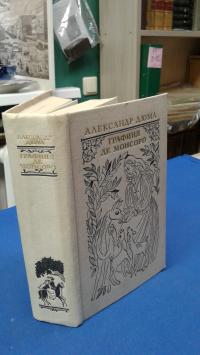 АЛЕКСАНДР ДЮМА
ГРАФИНЯ
ДЕ МОНСОРО
АЛЕКСАНДР
ДЮМА
ГРАФИНЯ
ДЕ
МОНСОРО